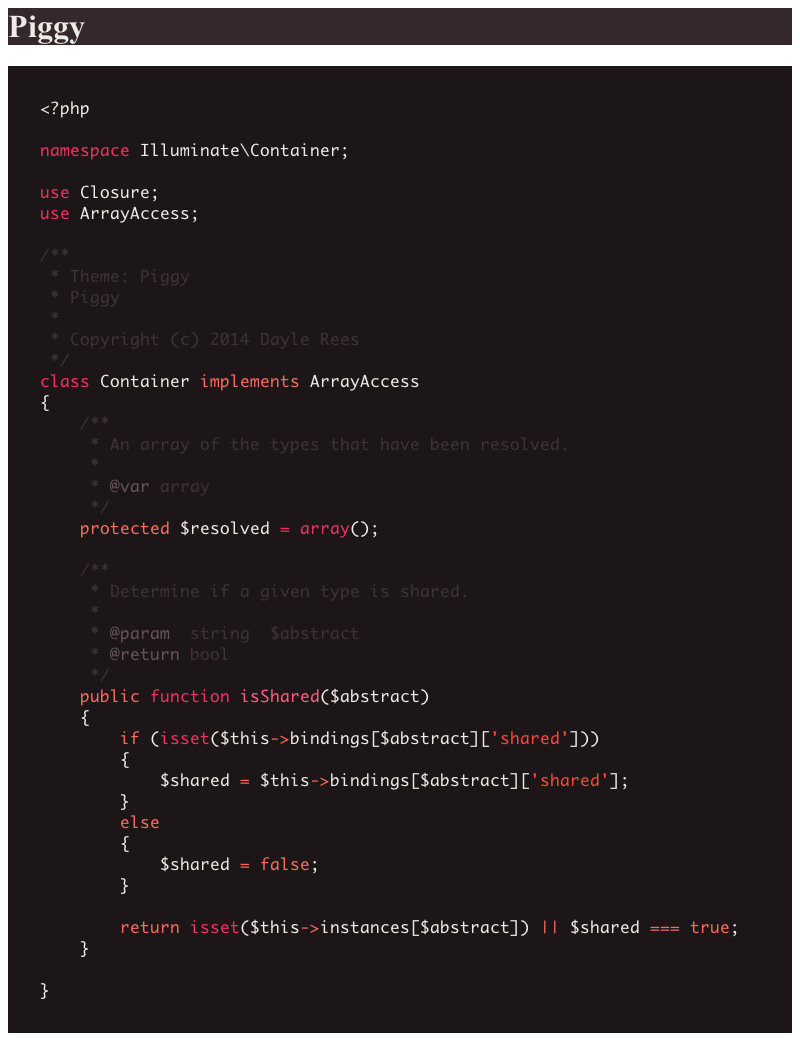 Piggy
<?php
namespace Illuminate\Container;
use Closure;
use ArrayAccess;
/**
 * Theme: Piggy
 * Piggy
 *
 * Copyright (c) 2014 Dayle Rees
 */
class Container implements ArrayAccess
{
    /**
     * An array of the types that have been resolved.
     *
     * @var array
     */
    protected $resolved = array();
    /**
     * Determine if a given type is shared.
     *
     * @param  string  $abstract
     * @return bool
     */
    public function isShared($abstract)
    {
        if (isset($this->bindings[$abstract]['shared']))
        {
            $shared = $this->bindings[$abstract]['shared'];
        }
        else
        {
            $shared = false;
        }
        return isset($this->instances[$abstract]) || $shared === true;
    }
}